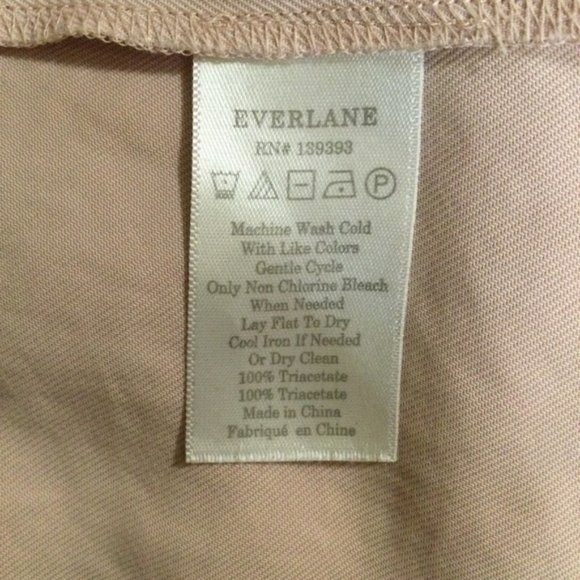 EVERLANE
RN# 139393
P
Machine Wash Cold
With Like Colors
Gentle Cycle
Only Non Chlorine Bleach
When Needed
Lay Flat To Dry
Cool Iron If Needed
Or Dry Clean
100% Triacetate
100% Triacetate
Made in China
Fabriqué en Chine